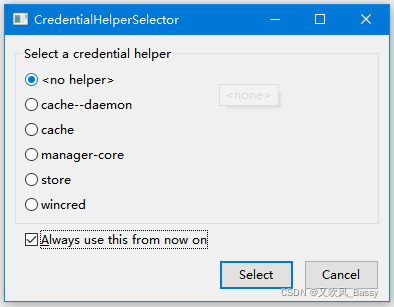 CredentialHelperSelector
Select a credential helper
<no helper>
<none>
cache--daemon
cache
manager-core
store
wincred
Always use this from now on
Select
Cancel
CSDN @又吹风_Bassy